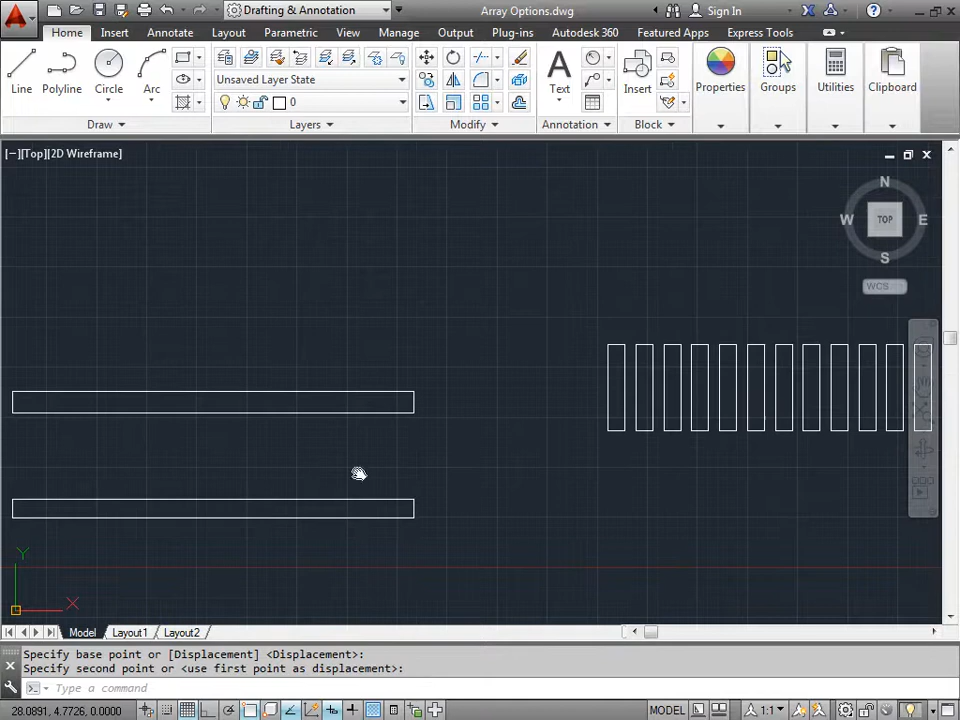 Drafting & Annotation
Array Options.dwg
Sign In
Home Insert Annotate Layout Parametric View Manage Output Plug-ins Autodesk 360 Featured Apps Express Tools
Line Polyline Circle Arc
Draw
Unsaved Layer State
0
Layers
Modify
Text
Annotation
Insert
Block
Properties
Groups
Utilities
Clipboard
[−][Top][2D Wireframe]
N
W TOP E
S
WCS
Y
X
Model Layout1 Layout2
Specify base point or [Displacement] <Displacement>:
Specify second point or <use first point as displacement>:
Type a command
28.0891, 4.7726, 0.0000
MODEL
1:1